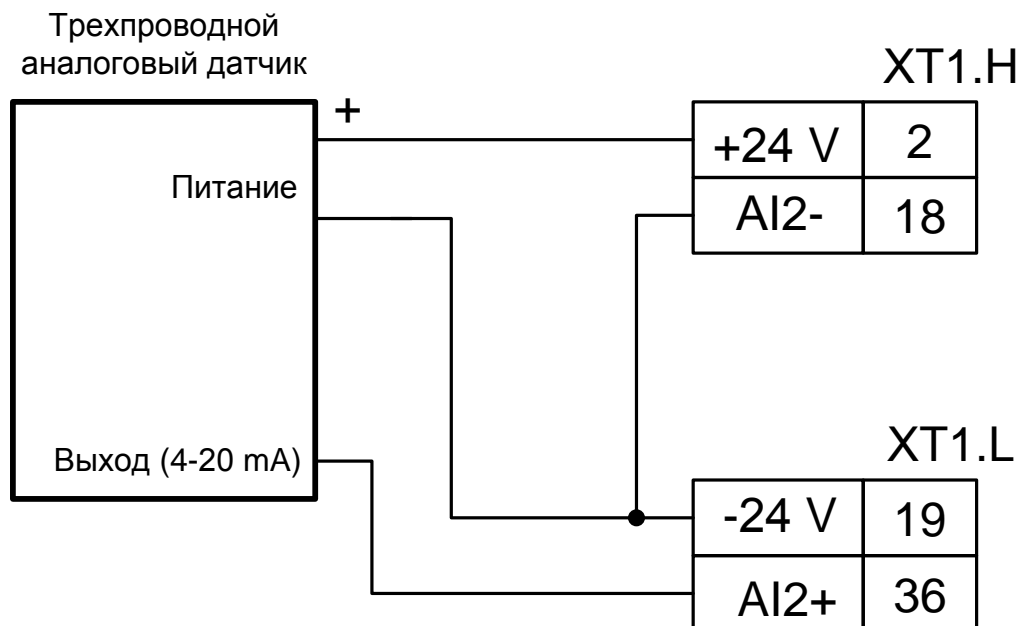 Трехпроводной
аналоговый датчик
+
Питание
Выход (4-20 mA)
XT1.H
+24 V 2
AI2- 18
XT1.L
-24 V 19
AI2+ 36